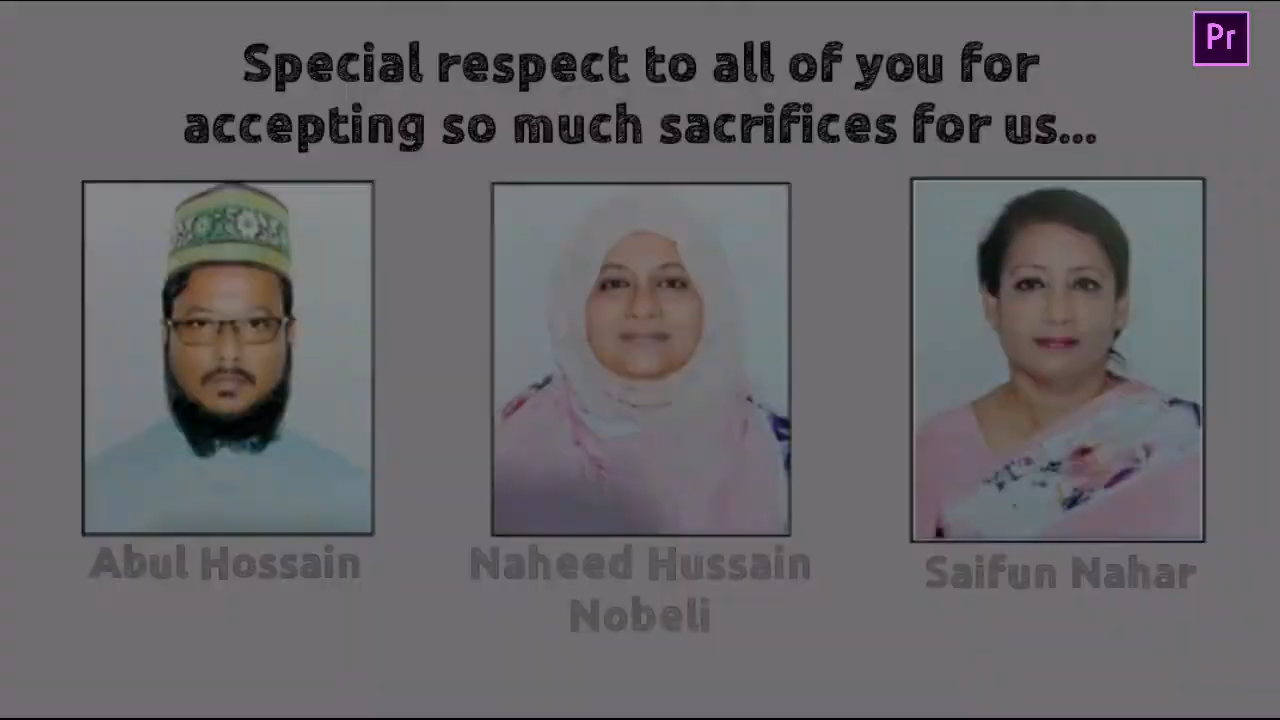 Pr
Special respect to all of you for
accepting so much sacrifices for us...
Abul Hossain
Naheed Hussain
Nobeli
Saifun Nahar